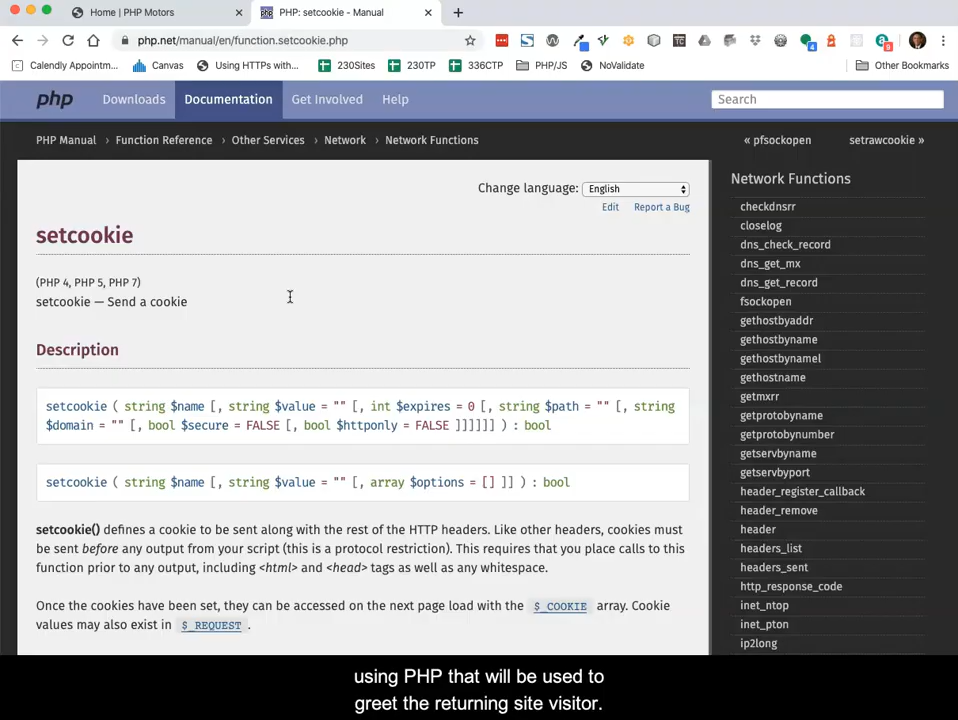 Home | PHP Motors
PHP: setcookie - Manual
php.net/manual/en/function.setcookie.php
Calendly Appointm...
Canvas
Using HTTPs with...
230Sites
230TP
336CTP
PHP/JS
NoValidate
Other Bookmarks
php
Downloads
Documentation
Get Involved
Help
Search
PHP Manual › Function Reference › Other Services › Network › Network Functions
« pfsockopen
setrawcookie »
Change language: English
Edit Report a Bug
setcookie
(PHP 4, PHP 5, PHP 7)
setcookie — Send a cookie
Description
setcookie ( string $name [, string $value = "" [, int $expires = 0 [, string $path = "" [, string
$domain = "" [, bool $secure = FALSE [, bool $httponly = FALSE ]]]]]] ) : bool
setcookie ( string $name [, string $value = "" [, array $options = [] ]] ) : bool
setcookie() defines a cookie to be sent along with the rest of the HTTP headers. Like other headers, cookies must
be sent before any output from your script (this is a protocol restriction). This requires that you place calls to this
function prior to any output, including <html> and <head> tags as well as any whitespace.
Once the cookies have been set, they can be accessed on the next page load with the $_COOKIE array. Cookie
values may also exist in $_REQUEST .
Network Functions
checkdnsrr
closelog
dns_check_record
dns_get_mx
dns_get_record
fsockopen
gethostbyaddr
gethostbyname
gethostbynamel
gethostname
getmxrr
getprotobyname
getprotobynumber
getservbyname
getservbyport
header_register_callback
header_remove
header
headers_list
headers_sent
http_response_code
inet_ntop
inet_pton
ip2long
using PHP that will be used to
greet the returning site visitor.